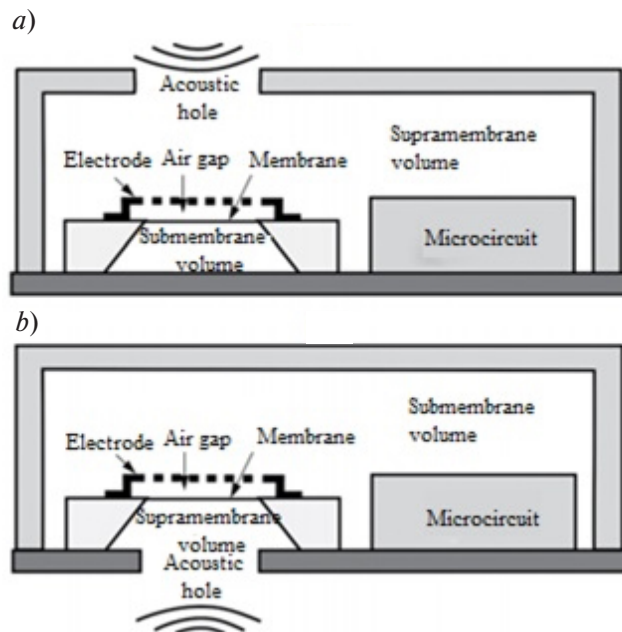 a)
Acoustic
hole
Supramembrane
volume
Electrode Air gap Membrane
Submembrane
volume
Microcircuit
b)
Submembrane
volume
Electrode Air gap Membrane
Supramembrane
volume
Microcircuit
Acoustic
hole